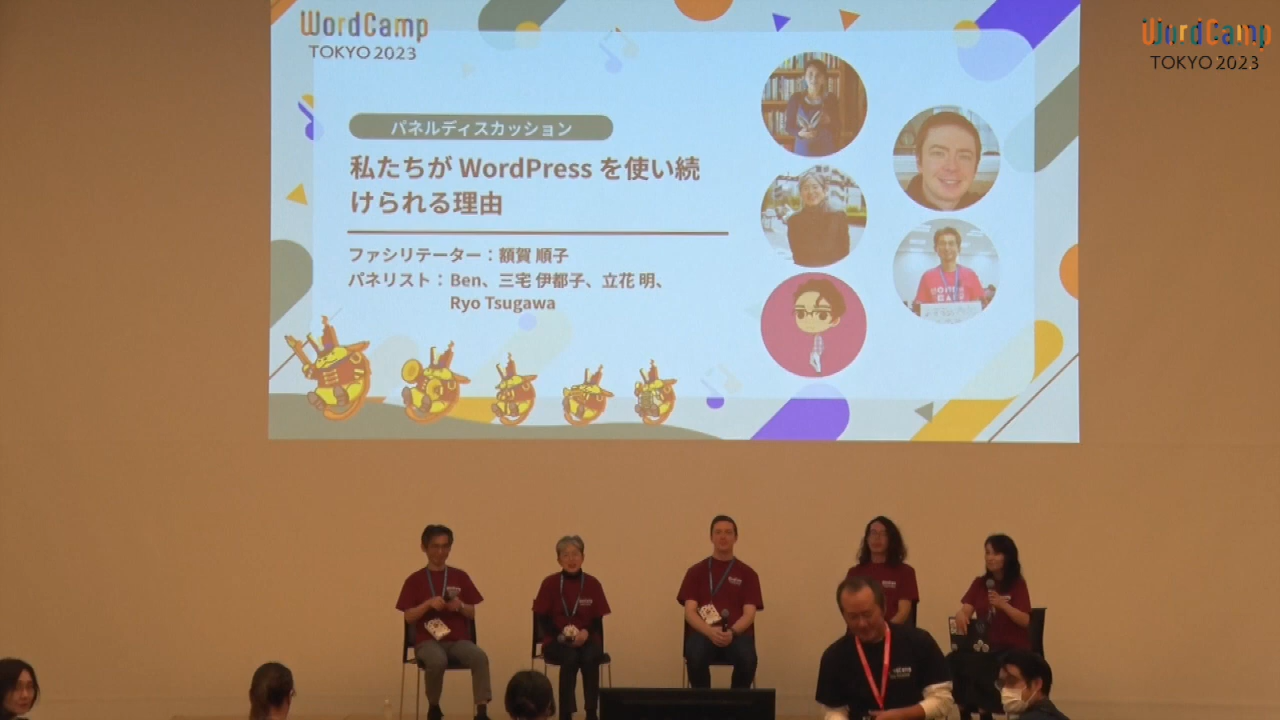 WordCamp
TOKYO 2023
パネルディスカッション
私たちが WordPress を使い続
けられる理由
ファシリテーター：額賀 順子
パネリスト：Ben、三宅 伊都子、立花 明、
Ryo Tsugawa
WordCamp
TOKYO 2023